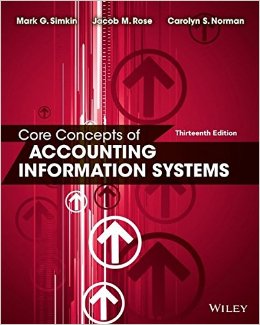 Mark G. Simkin Jacob M. Rose Carolyn S. Norman
Core Concepts of Thirteenth Edition
ACCOUNTING
INFORMATION SYSTEMS
WILEY